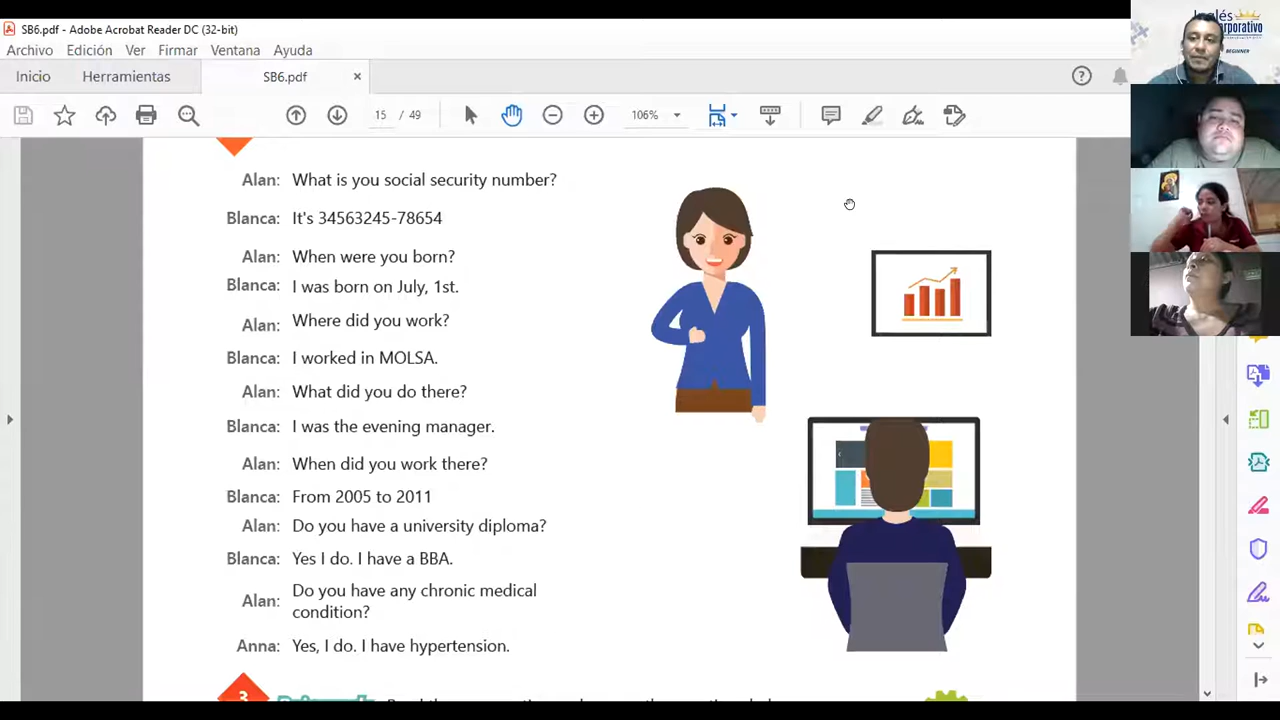 SB6.pdf - Adobe Acrobat Reader DC (32-bit)
Archivo Edición Ver Firmar Ventana Ayuda
Inicio Herramientas SB6.pdf
15 / 49 106%
Inglés
orporativo
BEGINNER
Alan: What is you social security number?
Blanca: It's 34563245-78654
Alan: When were you born?
Blanca: I was born on July, 1st.
Alan: Where did you work?
Blanca: I worked in MOLSA.
Alan: What did you do there?
Blanca: I was the evening manager.
Alan: When did you work there?
Blanca: From 2005 to 2011
Alan: Do you have a university diploma?
Blanca: Yes I do. I have a BBA.
Alan: Do you have any chronic medical
condition?
Anna: Yes, I do. I have hypertension.
3